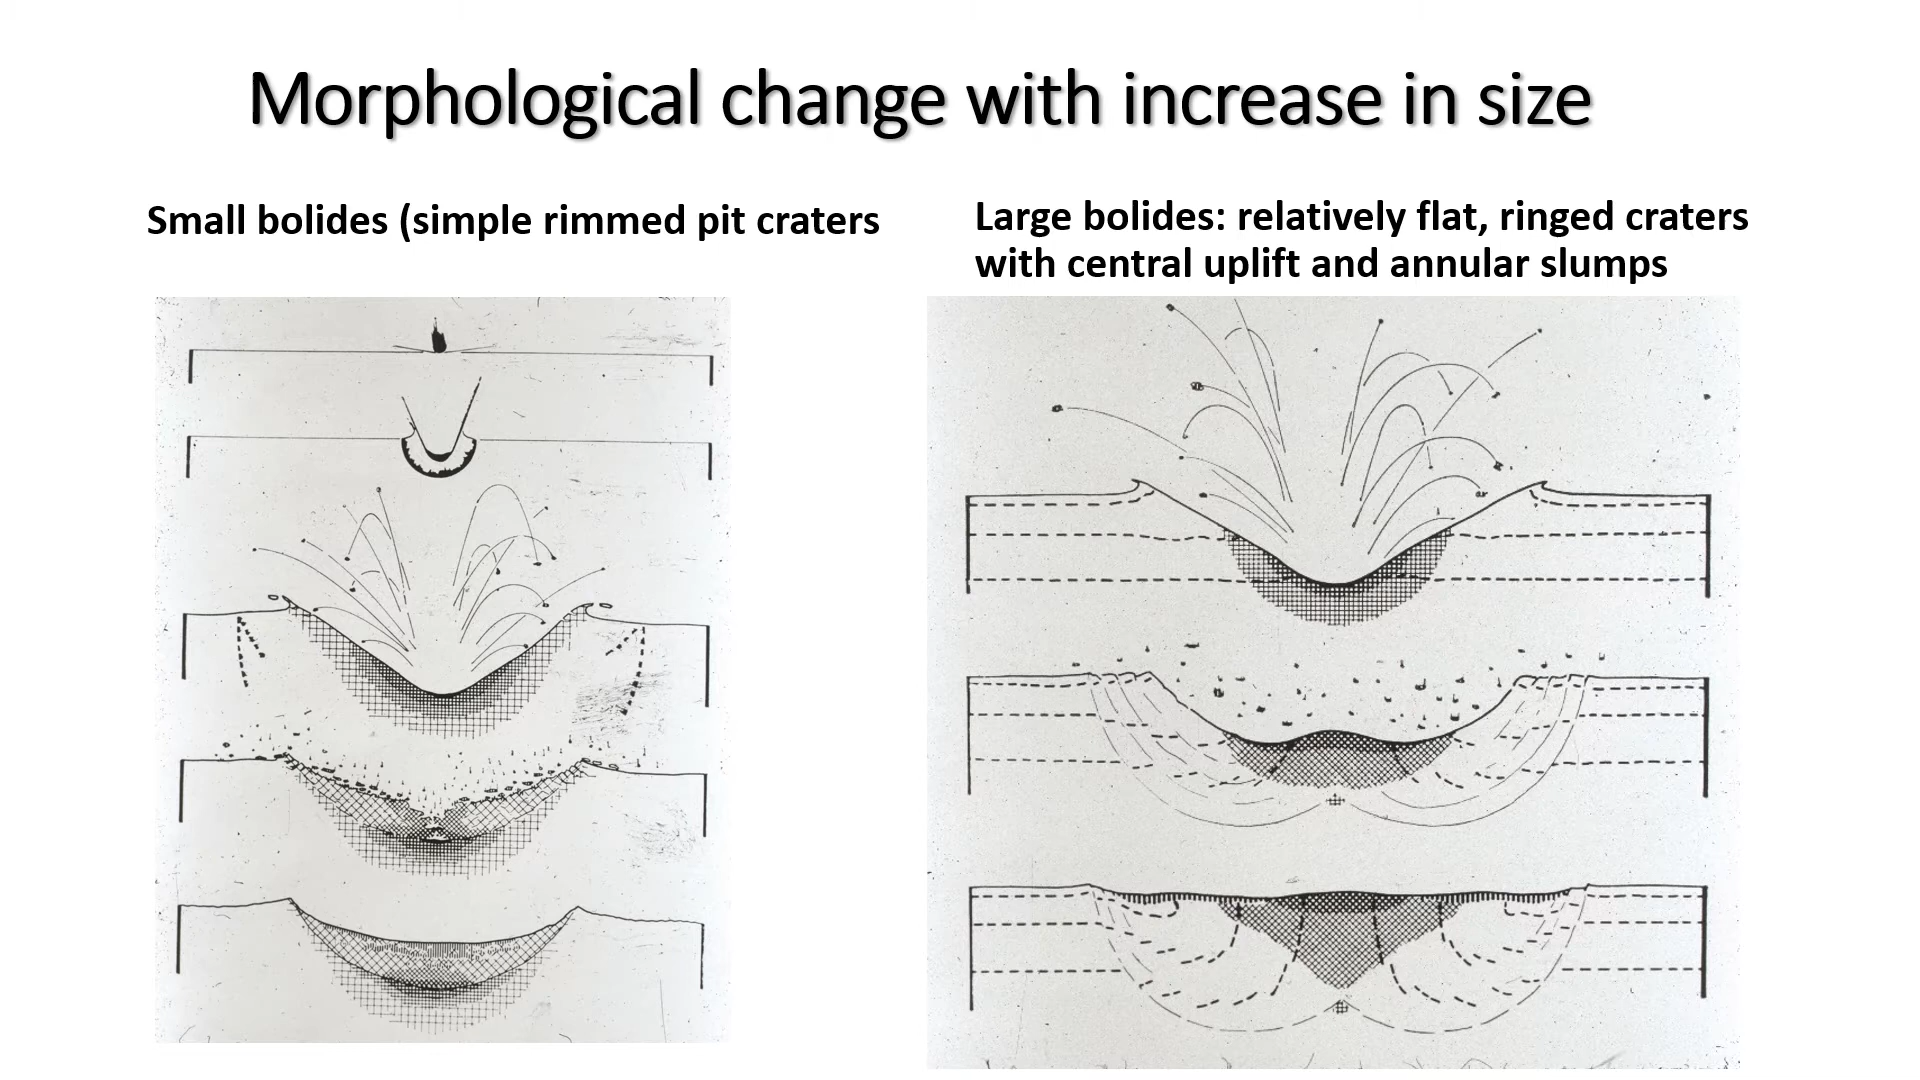 Morphological change with increase in size
Small bolides (simple rimmed pit craters
Large bolides: relatively flat, ringed craters
with central uplift and annular slumps